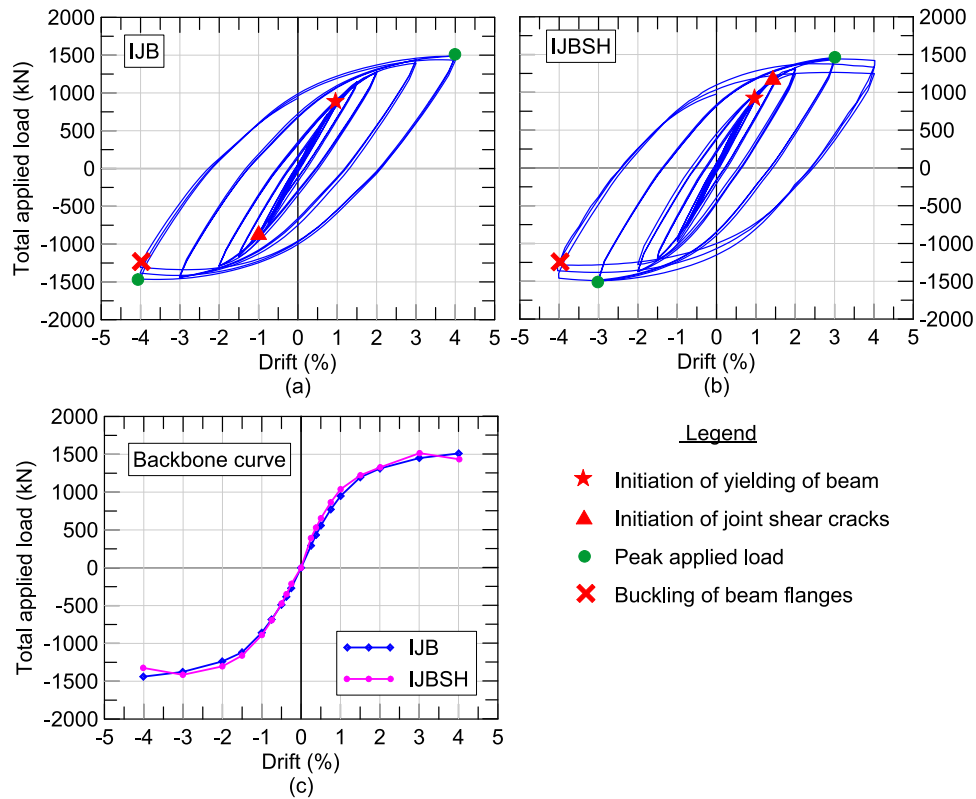 2000
1500
1000
500
0
-500
-1000
-1500
-2000
Total applied load (kN)
IJB
-5 -4 -3 -2 -1 0 1 2 3 4 5
Drift (%)
(a)
IJBSH
2000
1500
1000
500
0
-500
-1000
-1500
-2000
-5 -4 -3 -2 -1 0 1 2 3 4 5
Drift (%)
(b)
2000
1500
1000
500
0
-500
-1000
-1500
-2000
Total applied load (kN)
Backbone curve
IJB
IJBSH
-5 -4 -3 -2 -1 0 1 2 3 4 5
Drift (%)
(c)
Legend
Initiation of yielding of beam
Initiation of joint shear cracks
Peak applied load
Buckling of beam flanges